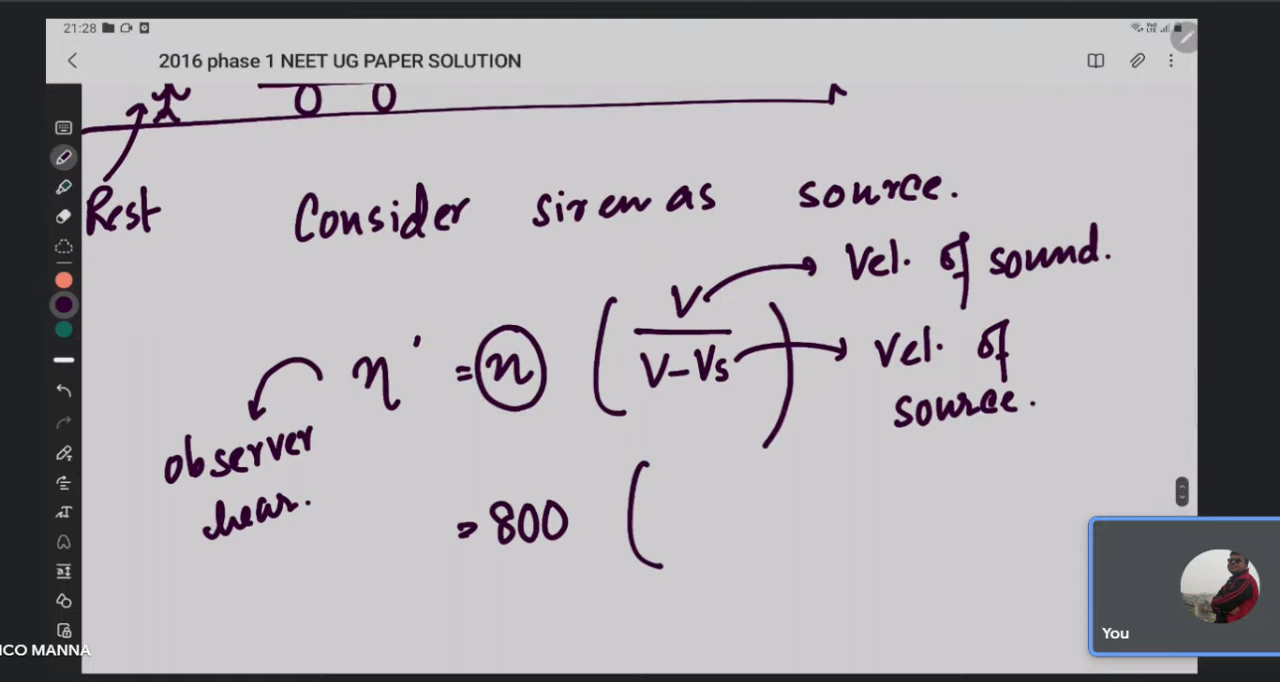 21:28
2016 phase 1 NEET UG PAPER SOLUTION
Rest
Consider siren as source.
Vel. of sound.
η' = n ( V / V-Vs )
Vel. of
source.
observer
hear.
= 800 (
You
ICO MANNA